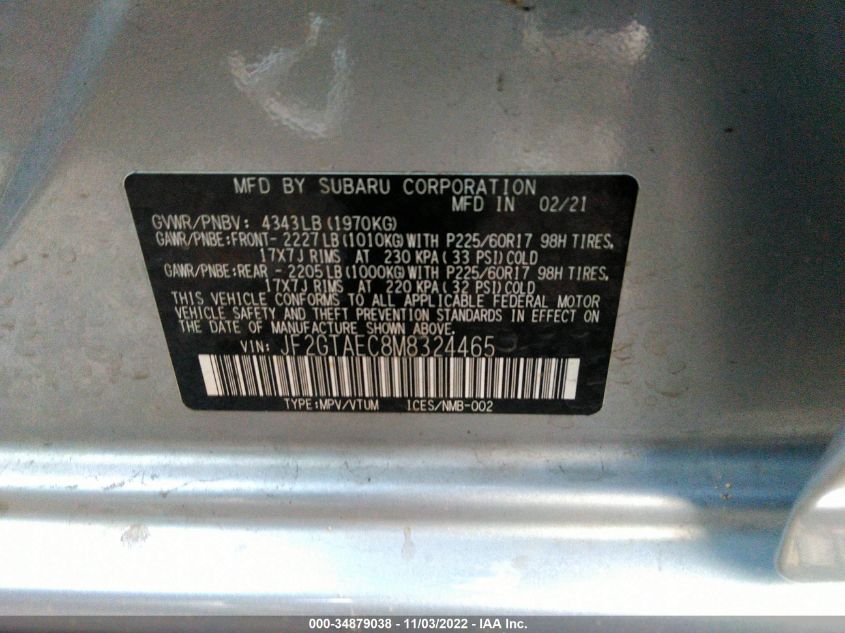 MFD BY SUBARU CORPORATION
MFD IN 02/21
GVWR/PNBV: 4343LB (1970KG)
GAWR/PNBE:FRONT- 2227LB (1010KG) WITH P225/60R17 98H TIRES,
17X7J RIMS AT 230 KPA (33 PSI) COLD
GAWR/PNBE:REAR - 2205LB (1000KG) WITH P225/60R17 98H TIRES,
17X7J RIMS AT 220 KPA (32 PSI) COLD
THIS VEHICLE CONFORMS TO ALL APPLICABLE FEDERAL MOTOR
VEHICLE SAFETY AND THEFT PREVENTION STANDARDS IN EFFECT ON
THE DATE OF MANUFACTURE SHOWN ABOVE.
VIN: JF2GTAEC8M8324465
TYPE:MPV/VTUM ICES/NMB-002
000-34879038 - 11/03/2022 - IAA Inc.